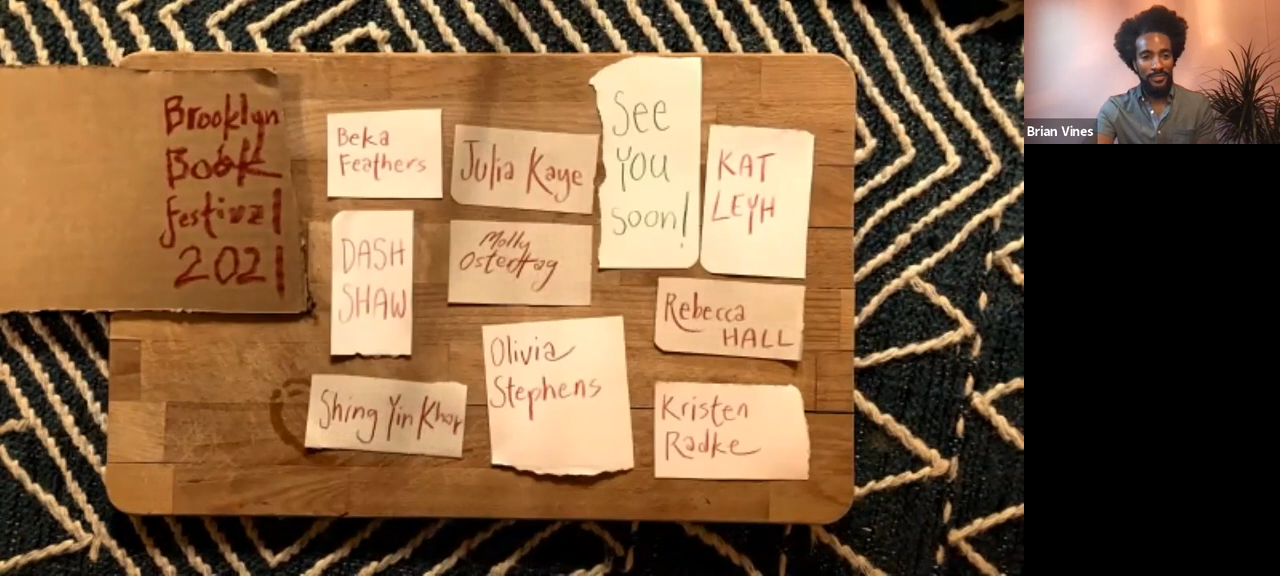 Brooklyn
Book
Festival
2021
Beka
Feathers
Julia Kaye
See
you
soon!
KAT
LEYH
DASH
SHAW
Molly
Ostertag
Rebecca
HALL
Olivia
Stephens
Shing Yin Khor
Kristen
Radke
Brian Vines